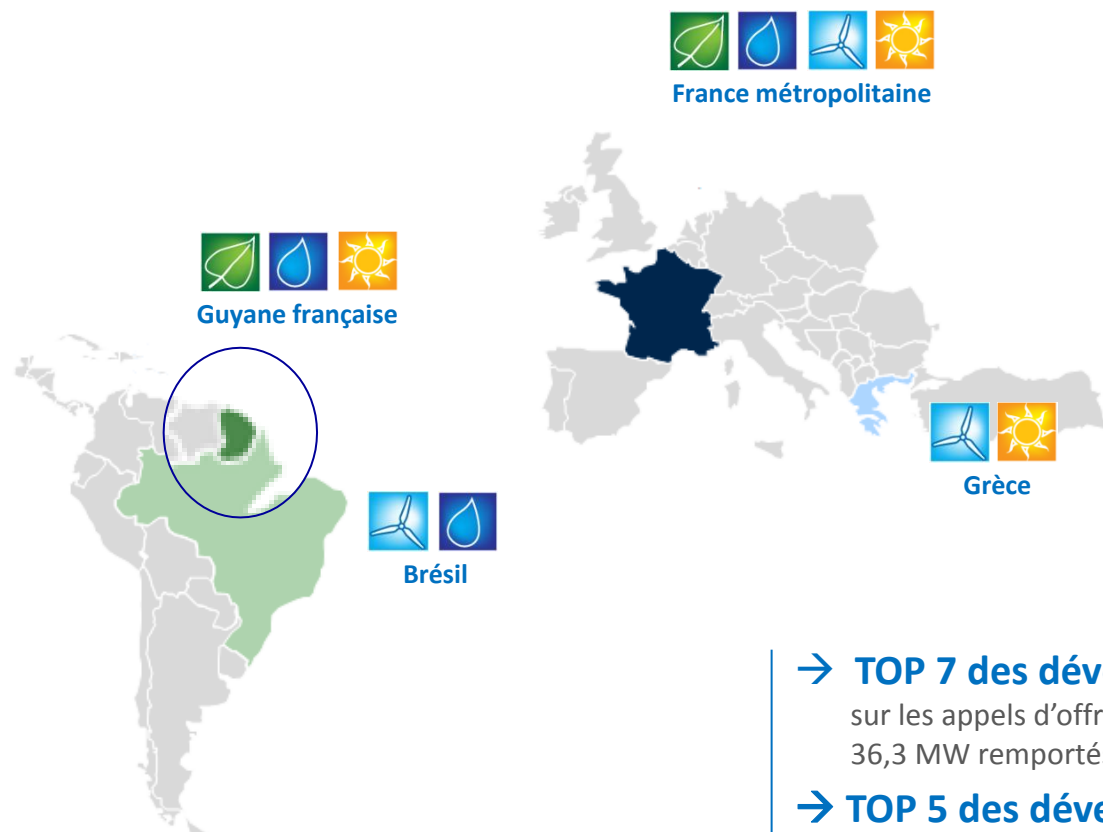 France métropolitaine
Guyane française
Brésil
Grèce
→ TOP 7 des dév
sur les appels d’offr
36,3 MW remporté
→ TOP 5 des déve